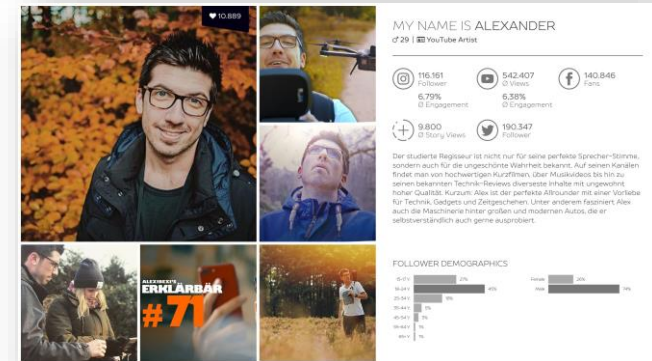 ♥ 10.889
MY NAME IS ALEXANDER
♂ 29 | YouTube Artist
116.161
Follower
6,79%
Ø Engagement
542.407
Ø Views
6,38%
Ø Engagement
140.846
Fans
9.800
Ø Story Views
190.347
Follower
Der studierte Regisseur ist nicht nur für seine perfekte Sprecher-Stimme,
sondern auch für die ungeschönte Wahrheit bekannt. Auf seinen Kanälen
findet man von hochwertigen Kurzfilmen, über Musikvideos bis hin zu
seinen bekannten Technik-Reviews diverseste Inhalte mit ungewohnt
hoher Qualität. Kurzum: Alex ist der perfekte Allrounder mit einer Vorliebe
für Technik, Gadgets und Zeitgeschehen. Unter anderem fasziniert Alex
auch die Maschinerie hinter großen und modernen Autos, die er
selbstverständlich auch gerne ausprobiert.
ALEXIBEXI'S
ERKLÄRBÄR
#71
FOLLOWER DEMOGRAPHICS
Female
Male